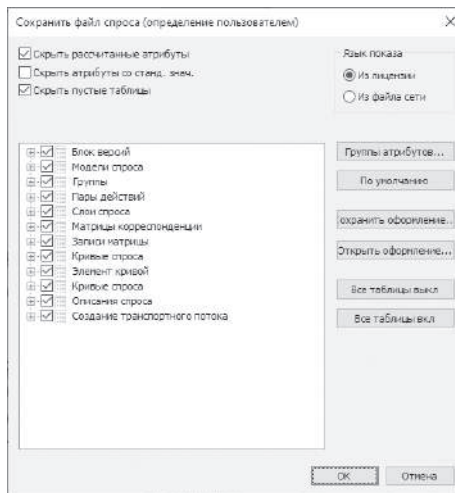 Сохранить файл спроса (определение пользователем)
Скрыть рассчитанные атрибуты
Скрыть атрибуты со станд. знач.
Скрыть пустые таблицы
Язык показа
Из лицензии
Из файла сети
Блок версий
Модели спроса
Группы
Пары действий
Слои спроса
Матрицы корреспонденции
Записи матрицы
Кривые спроса
Элемент кривой
Кривые спроса
Описания спроса
Создание транспортного потока
Группы атрибутов...
По умолчанию
охранить оформление..
Открыть оформление...
Все таблицы выкл
Все таблицы вкл
OK
Отмена